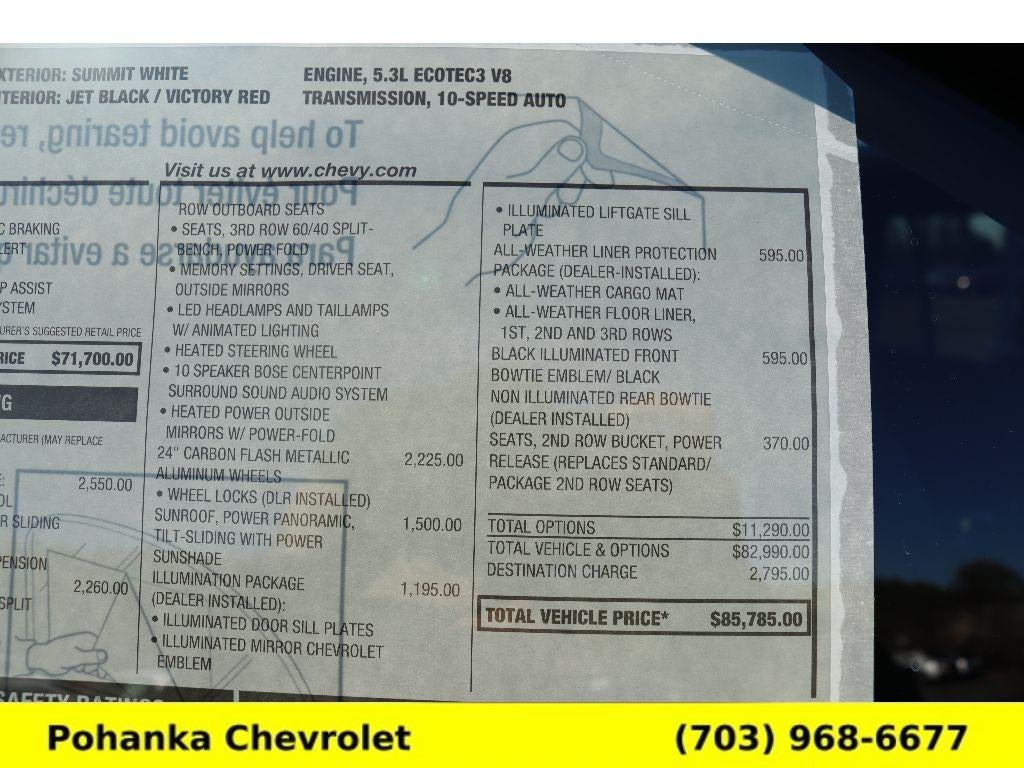 XTERIOR: SUMMIT WHITE
TERIOR: JET BLACK / VICTORY RED
ENGINE, 5.3L ECOTEC3 V8
TRANSMISSION, 10-SPEED AUTO
To help avoid tearing, re
Visit us at www.chevy.com
Pour éviter toute déchiru
Para ayudarse a evitar q
C BRAKING
LERT
P ASSIST
YSTEM
URER'S SUGGESTED RETAIL PRICE
RICE $71,700.00
G
FACTURER (MAY REPLACE
E: 2,550.00
OL
R SLIDING
PENSION
2,260.00
SPLIT
SAFETY RATINGS
ROW OUTBOARD SEATS
• SEATS, 3RD ROW 60/40 SPLIT-
BENCH, POWER FOLD
• MEMORY SETTINGS, DRIVER SEAT,
OUTSIDE MIRRORS
• LED HEADLAMPS AND TAILLAMPS
W/ ANIMATED LIGHTING
• HEATED STEERING WHEEL
• 10 SPEAKER BOSE CENTERPOINT
SURROUND SOUND AUDIO SYSTEM
• HEATED POWER OUTSIDE
MIRRORS W/ POWER-FOLD
24" CARBON FLASH METALLIC 2,225.00
ALUMINUM WHEELS
• WHEEL LOCKS (DLR INSTALLED)
SUNROOF, POWER PANORAMIC, 1,500.00
TILT-SLIDING WITH POWER
SUNSHADE
ILLUMINATION PACKAGE 1,195.00
(DEALER INSTALLED):
• ILLUMINATED DOOR SILL PLATES
• ILLUMINATED MIRROR CHEVROLET
EMBLEM
• ILLUMINATED LIFTGATE SILL
PLATE
ALL-WEATHER LINER PROTECTION 595.00
PACKAGE (DEALER-INSTALLED):
• ALL-WEATHER CARGO MAT
• ALL-WEATHER FLOOR LINER,
1ST, 2ND AND 3RD ROWS
BLACK ILLUMINATED FRONT 595.00
BOWTIE EMBLEM/ BLACK
NON ILLUMINATED REAR BOWTIE
(DEALER INSTALLED)
SEATS, 2ND ROW BUCKET, POWER 370.00
RELEASE (REPLACES STANDARD/
PACKAGE 2ND ROW SEATS)
TOTAL OPTIONS $11,290.00
TOTAL VEHICLE & OPTIONS $82,990.00
DESTINATION CHARGE 2,795.00
TOTAL VEHICLE PRICE* $85,785.00
Pohanka Chevrolet (703) 968-6677